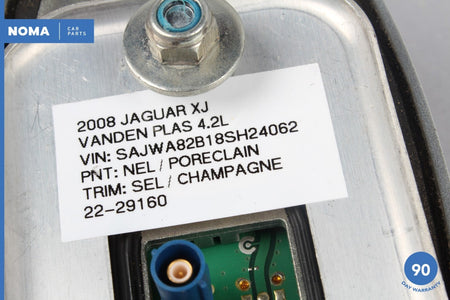 NOMA CAR
PARTS
2008 JAGUAR XJ
VANDEN PLAS 4.2L
VIN: SAJWA82B18SH24062
PNT: NEL / PORECLAIN
TRIM: SEL / CHAMPAGNE
22-29160
90
DAY WARRANTY